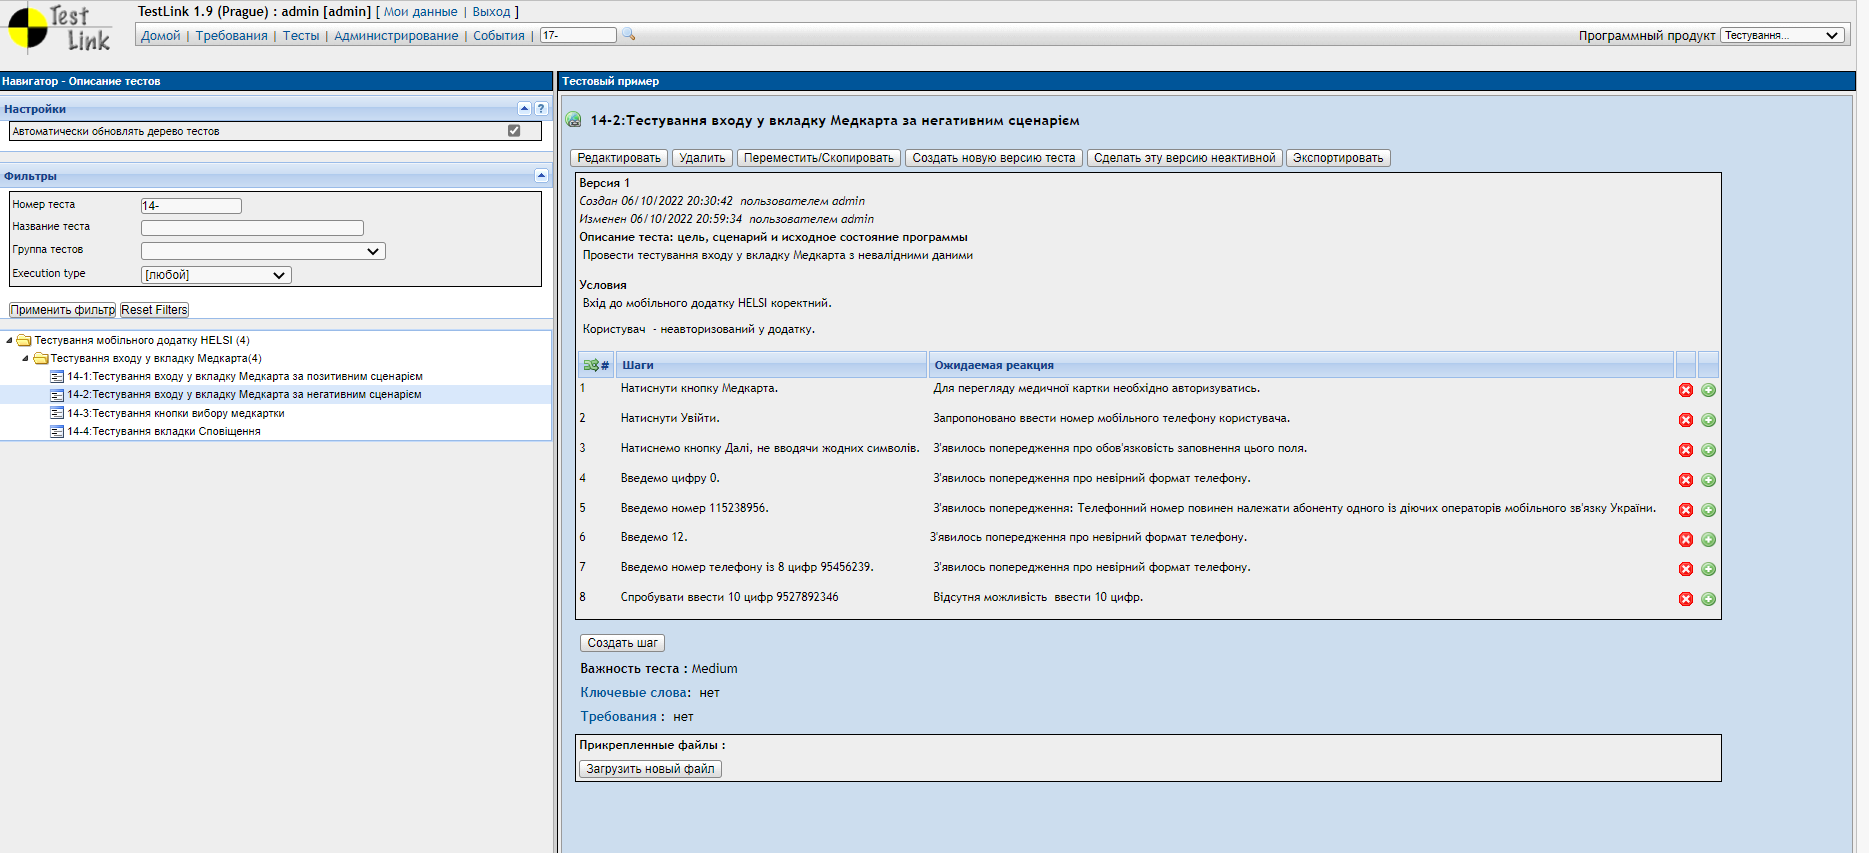 Test Link
TestLink 1.9 (Prague) : admin [admin] [ Мои данные | Выход ]
Домой | Требования | Тесты | Администрирование | События | 17-
Программный продукт Тестування...
Навигатор - Описание тестов
Настройки
Автоматически обновлять дерево тестов
Фильтры
Номер теста 14-
Название теста
Группа тестов
Execution type [любой]
Применить фильтр Reset Filters
Тестування мобільного додатку HELSI (4)
Тестування входу у вкладку Медкарта(4)
14-1:Тестування входу у вкладку Медкарта за позитивним сценарієм
14-2:Тестування входу у вкладку Медкарта за негативним сценарієм
14-3:Тестування кнопки вибору медкартки
14-4:Тестування вкладки Сповіщення
Тестовый пример
14-2:Тестування входу у вкладку Медкарта за негативним сценарієм
Редактировать Удалить Переместить/Скопировать Создать новую версию теста Сделать эту версию неактивной Экспортировать
Версия 1
Создан 06/10/2022 20:30:42 пользователем admin
Изменен 06/10/2022 20:59:34 пользователем admin
Описание теста: цель, сценарий и исходное состояние программы
Провести тестування входу у вкладку Медкарта з невалідними даними
Условия
Вхід до мобільного додатку HELSI коректний.
Користувач - неавторизований у додатку.
# Шаги Ожидаемая реакция
1 Натиснути кнопку Медкарта. Для перегляду медичної картки необхідно авторизуватись.
2 Натиснути Увійти. Запропоновано ввести номер мобільного телефону користувача.
3 Натиснемо кнопку Далі, не вводячи жодних символів. З'явилось попередження про обов'язковість заповнення цього поля.
4 Введемо цифру 0. З'явилось попередження про невірний формат телефону.
5 Введемо номер 115238956. З'явилось попередження: Телефонний номер повинен належати абоненту одного із діючих операторів мобільного зв'язку України.
6 Введемо 12. З'явилось попередження про невірний формат телефону.
7 Введемо номер телефону із 8 цифр 95456239. З'явилось попередження про невірний формат телефону.
8 Спробувати ввести 10 цифр 9527892346 Відсутня можливість ввести 10 цифр.
Создать шаг
Важность теста : Medium
Ключевые слова: нет
Требования : нет
Прикрепленные файлы :
Загрузить новый файл